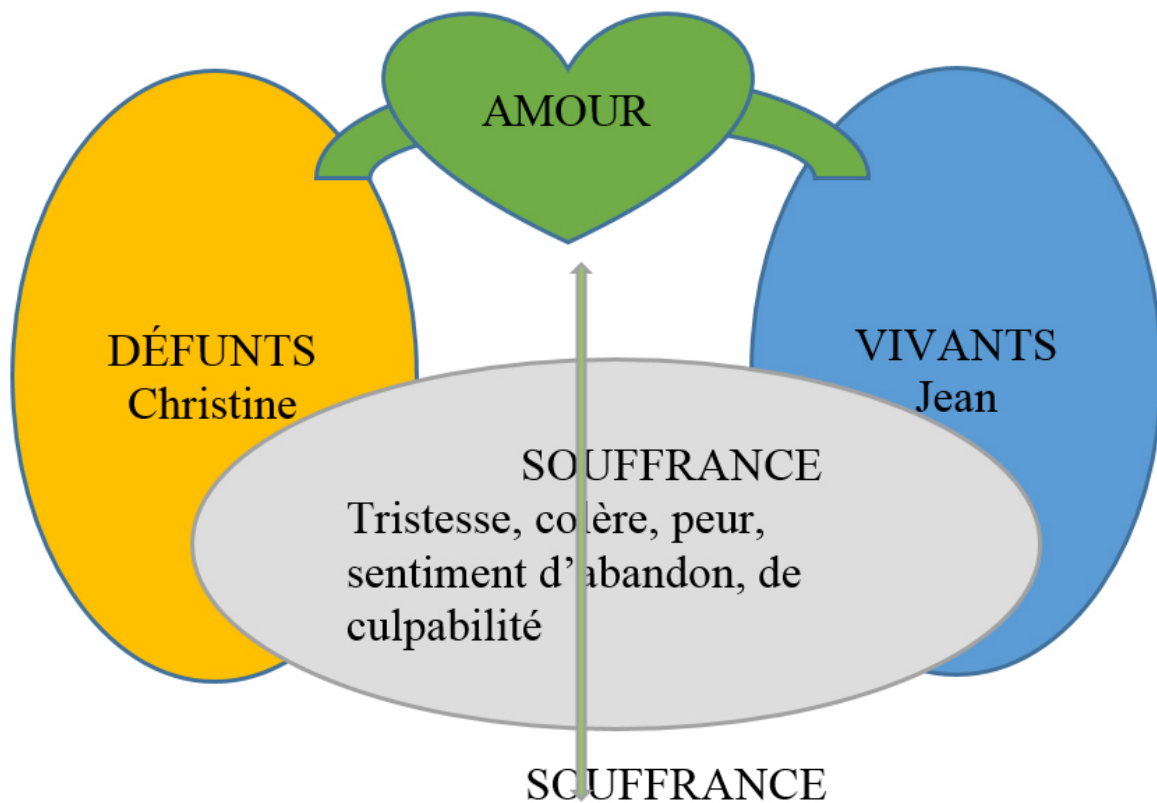 AMOUR
DÉFUNTS
Christine
VIVANTS
Jean
SOUFFRANCE
Tristesse, colère, peur,
sentiment d’abandon, de
culpabilité
SOUFFRANCE